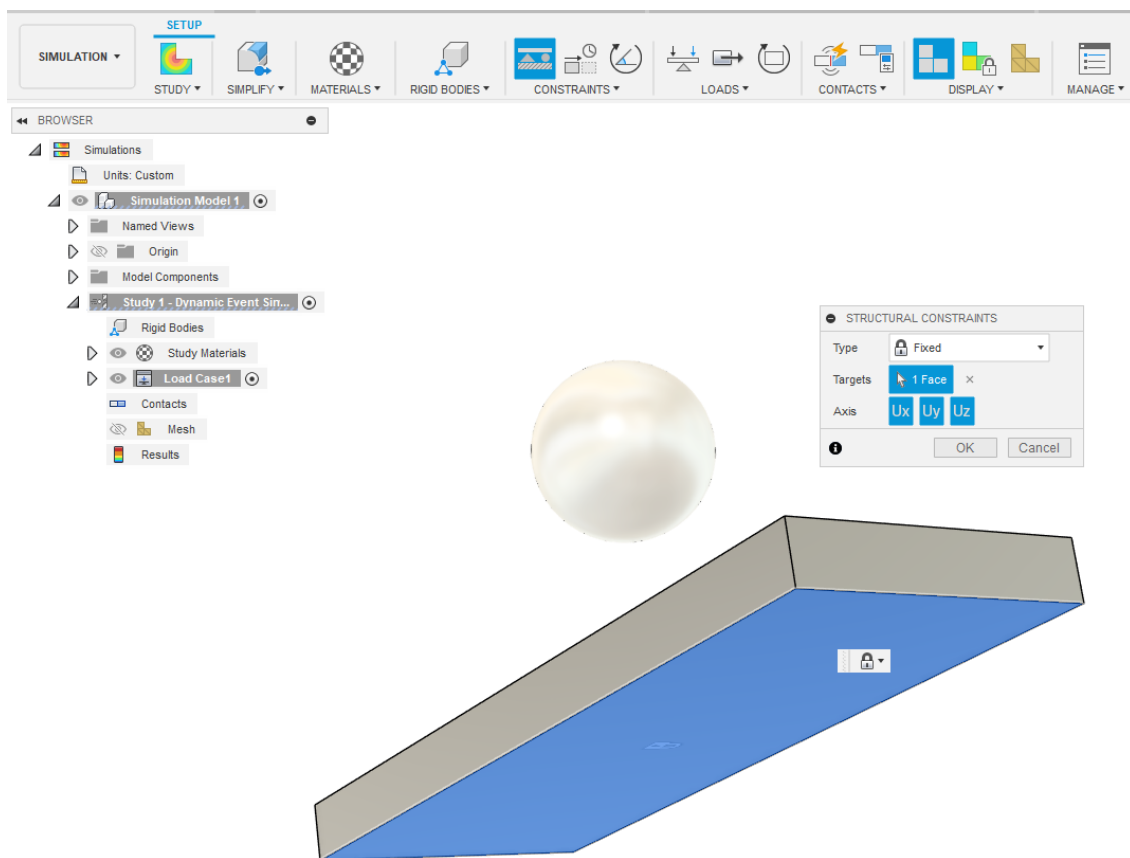 SETUP
SIMULATION
STUDY
SIMPLIFY
MATERIALS
RIGID BODIES
CONSTRAINTS
LOADS
CONTACTS
DISPLAY
MANAGE
BROWSER
Simulations
Units: Custom
Simulation Model 1
Named Views
Origin
Model Components
Study 1 - Dynamic Event Sin...
Rigid Bodies
Study Materials
Load Case1
Contacts
Mesh
Results
STRUCTURAL CONSTRAINTS
Type Fixed
Targets 1 Face
Axis Ux Uy Uz
OK Cancel